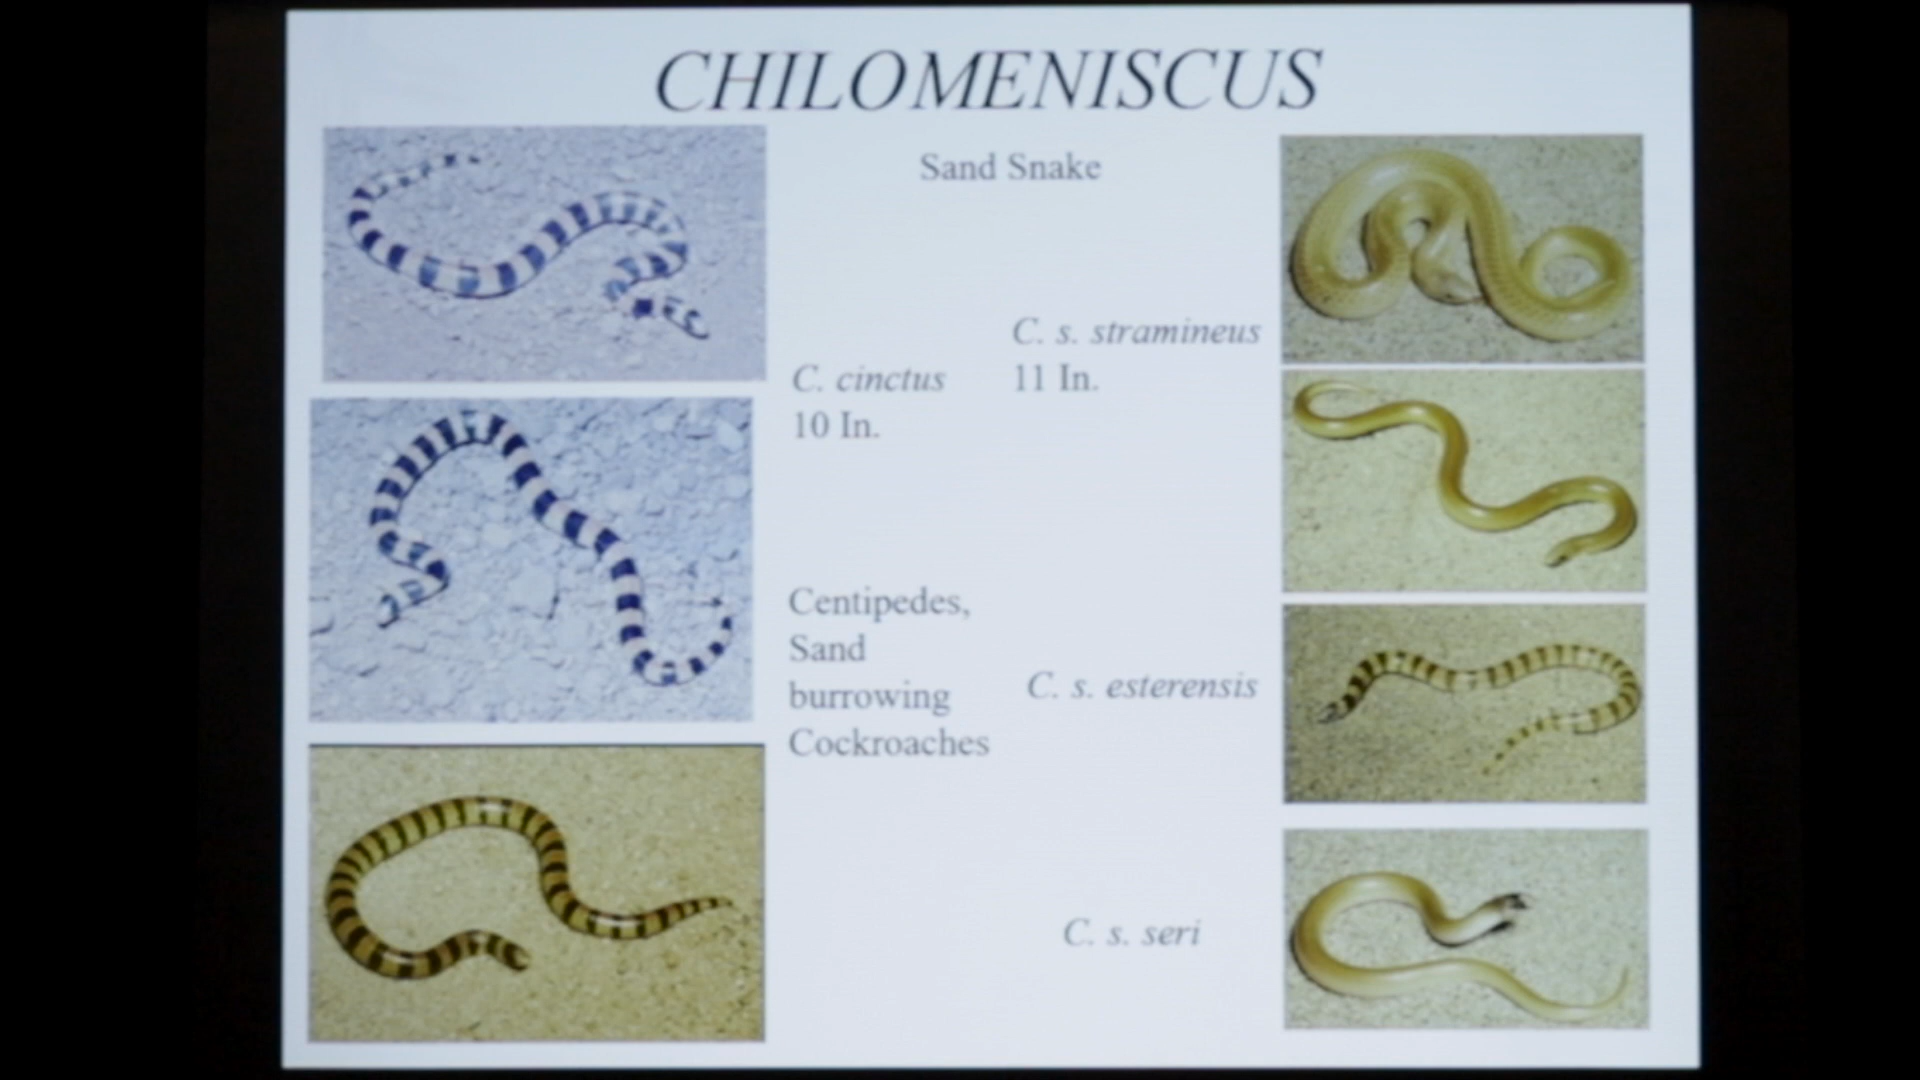 CHILOMENISCUS
Sand Snake
C. cinctus
10 In.
C. s. stramineus
11 In.
Centipedes,
Sand
burrowing
Cockroaches
C. s. esterensis
C. s. seri